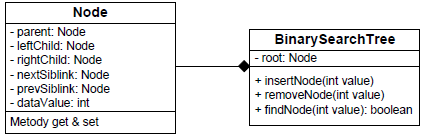 Node
- parent: Node
- leftChild: Node
- rightChild: Node
- nextSiblink: Node
- prevSiblink: Node
- dataValue: int
Metody get & set
BinarySearchTree
- root: Node
+ insertNode(int value)
+ removeNode(int value)
+ findNode(int value): boolean